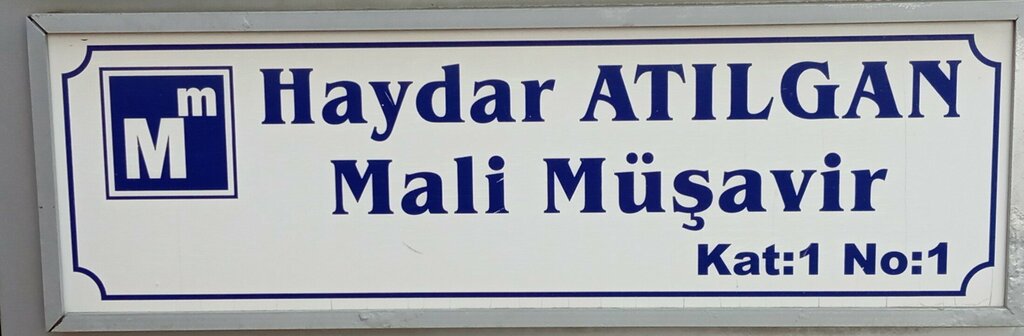 Mm
Haydar ATILGAN
Mali Müşavir
Kat:1 No:1